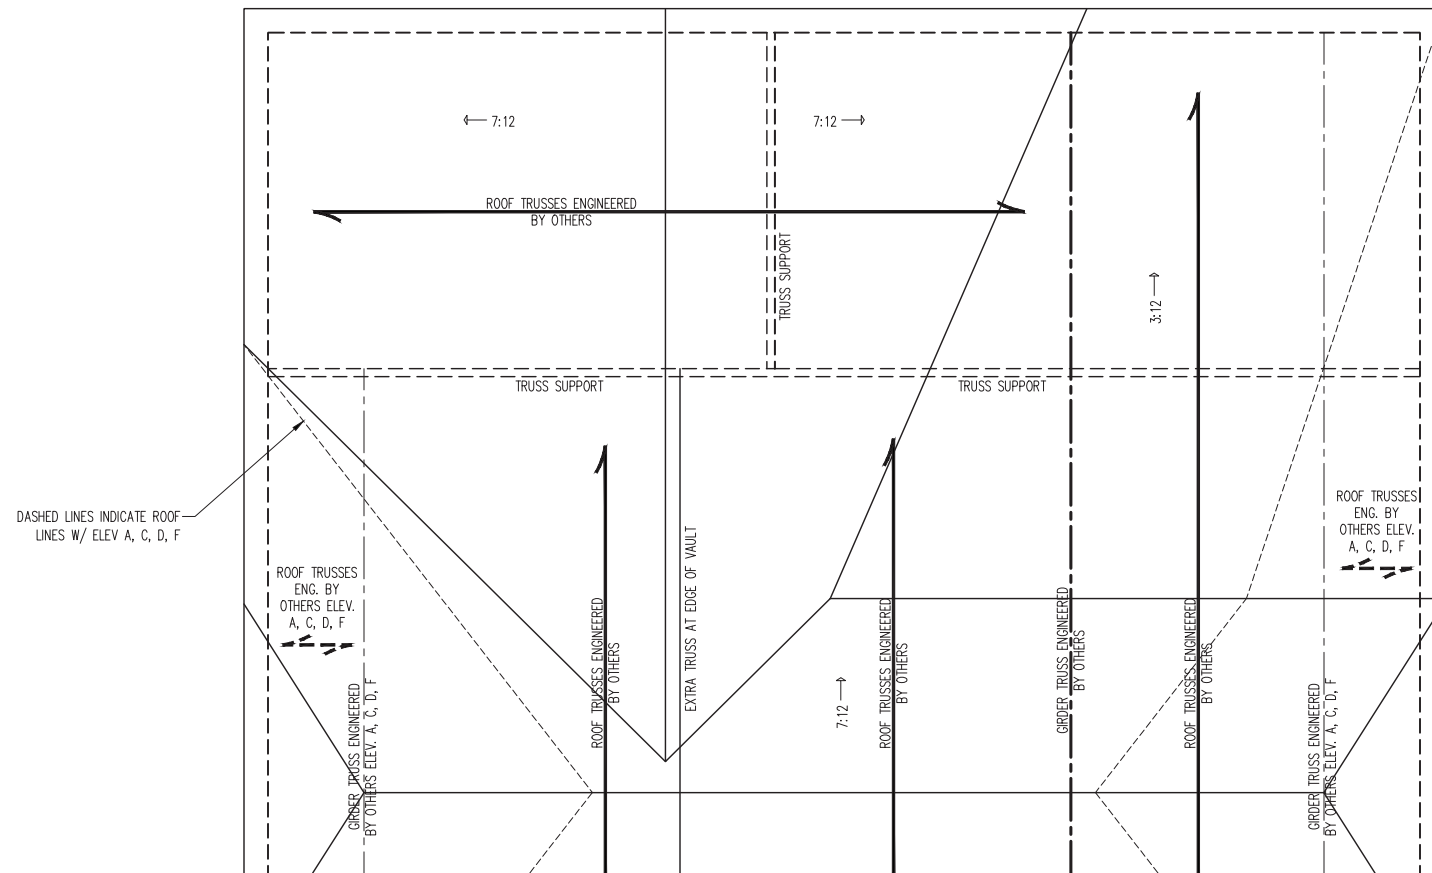 7:12
7:12
ROOF TRUSSES ENGINEERED
BY OTHERS
TRUSS SUPPORT
3:12
TRUSS SUPPORT
TRUSS SUPPORT
DASHED LINES INDICATE ROOF
LINES W/ ELEV A, C, D, F
ROOF TRUSSES
ENG. BY
OTHERS ELEV.
A, C, D, F
ROOF TRUSSES
ENG. BY
OTHERS ELEV.
A, C, D, F
GIRDER TRUSS ENGINEERED
BY OTHERS ELEV. A, C, D, F
ROOF TRUSSES ENGINEERED
BY OTHERS
EXTRA TRUSS AT EDGE OF VAULT
7:12
ROOF TRUSSES ENGINEERED
BY OTHERS
GIRDER TRUSS ENGINEERED
BY OTHERS
ROOF TRUSSES ENGINEERED
BY OTHERS
GIRDER TRUSS ENGINEERED
BY OTHERS ELEV. A, C, D, F